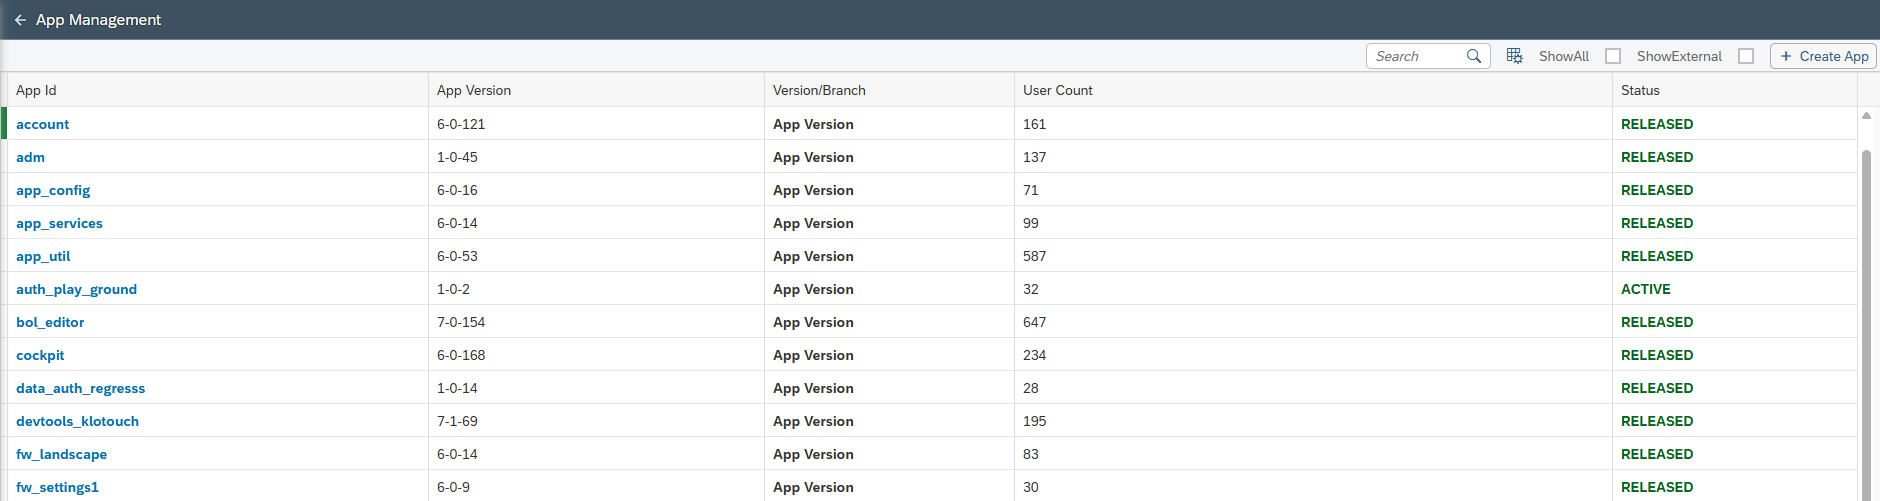 App Management
Search ShowAll ShowExternal + Create App
App Id App Version Version/Branch User Count Status
account 6-0-121 App Version 161 RELEASED
adm 1-0-45 App Version 137 RELEASED
app_config 6-0-16 App Version 71 RELEASED
app_services 6-0-14 App Version 99 RELEASED
app_util 6-0-53 App Version 587 RELEASED
auth_play_ground 1-0-2 App Version 32 ACTIVE
bol_editor 7-0-154 App Version 647 RELEASED
cockpit 6-0-168 App Version 234 RELEASED
data_auth_regresss 1-0-14 App Version 28 RELEASED
devtools_klotouch 7-1-69 App Version 195 RELEASED
fw_landscape 6-0-14 App Version 83 RELEASED
fw_settings1 6-0-9 App Version 30 RELEASED